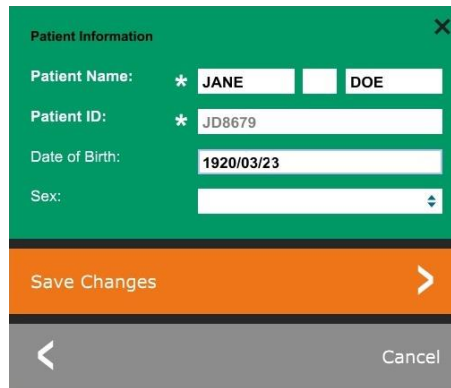 Patient Information
Patient Name: * JANE DOE
Patient ID: * JD8679
Date of Birth: 1920/03/23
Sex:
Save Changes
Cancel